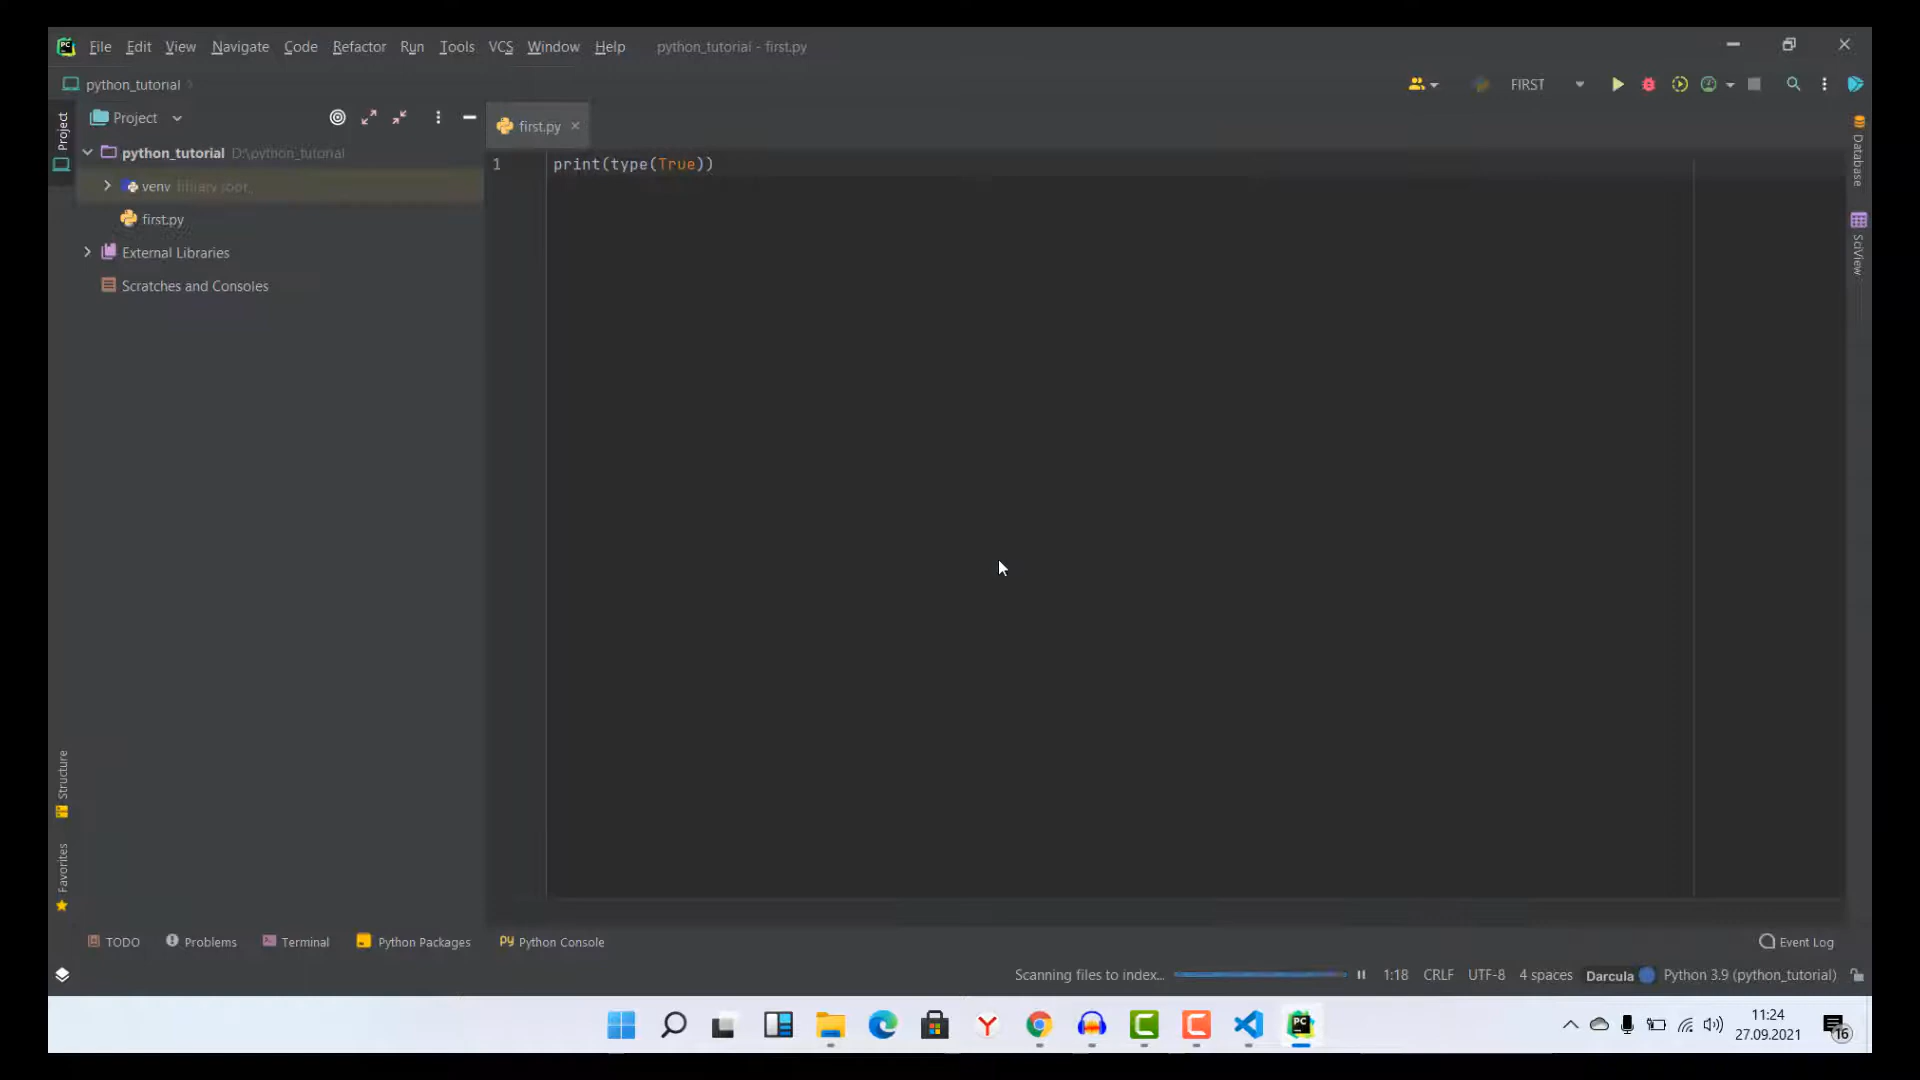 File Edit View Navigate Code Refactor Run Tools VCS Window Help python_tutorial - first.py
python_tutorial
FIRST
Project
Project
first.py
python_tutorial D:\python_tutorial
1 print(type(True))
venv library root
first.py
External Libraries
Scratches and Consoles
Database
SciView
Structure
Favorites
TODO Problems Terminal Python Packages Python Console Event Log
Scanning files to index... 1:18 CRLF UTF-8 4 spaces Darcula Python 3.9 (python_tutorial)
11:24
27.09.2021
16